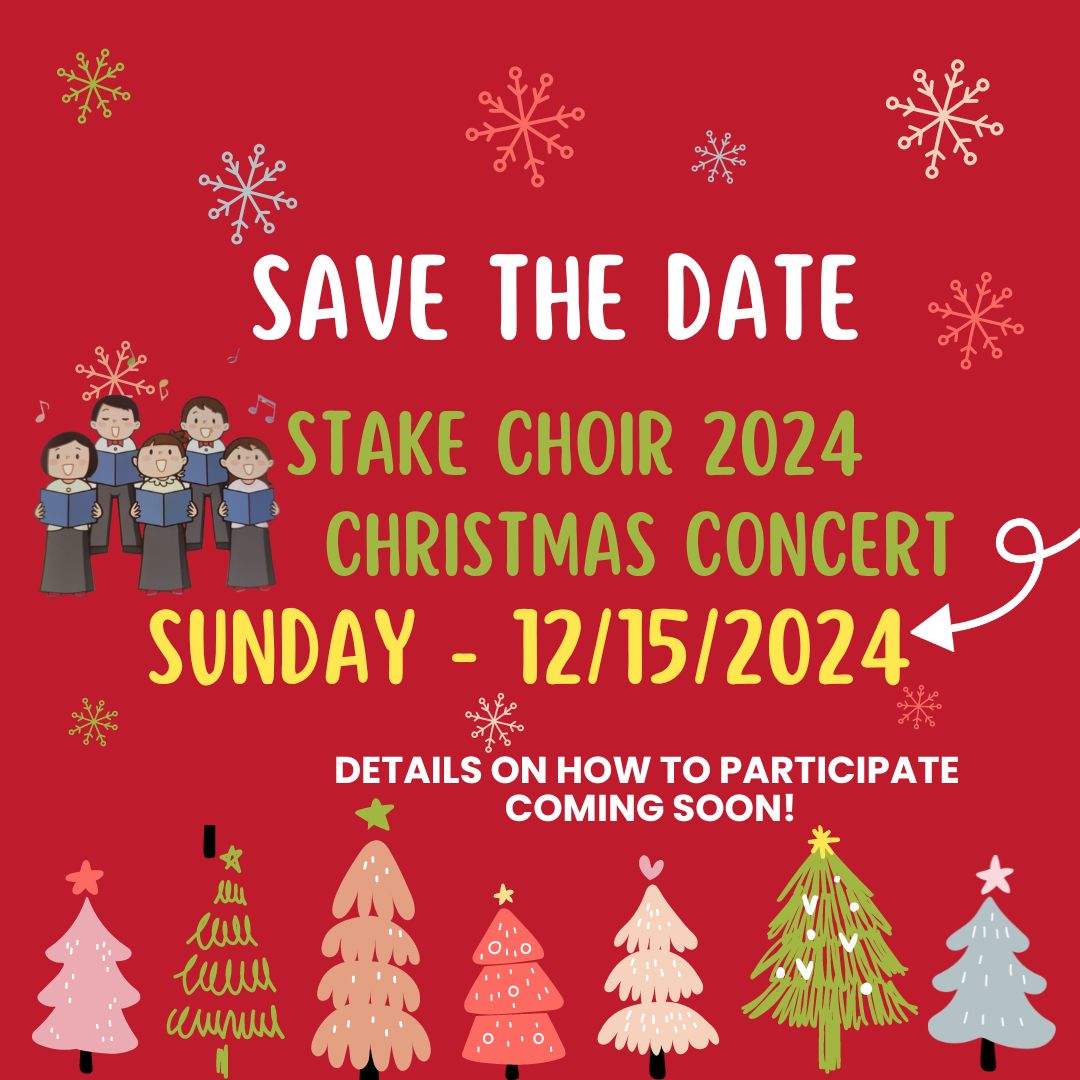 SAVE THE DATE
STAKE CHOIR 2024
CHRISTMAS CONCERT
SUNDAY - 12/15/2024
DETAILS ON HOW TO PARTICIPATE
COMING SOON!